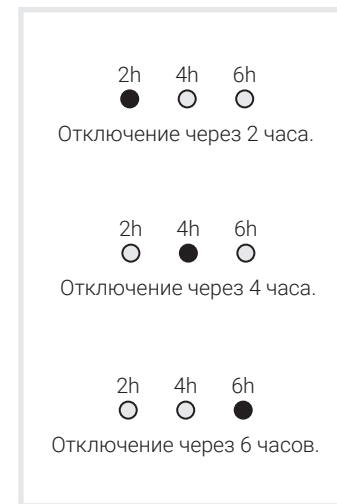 2h 4h 6h
Отключение через 2 часа.
2h 4h 6h
Отключение через 4 часа.
2h 4h 6h
Отключение через 6 часов.